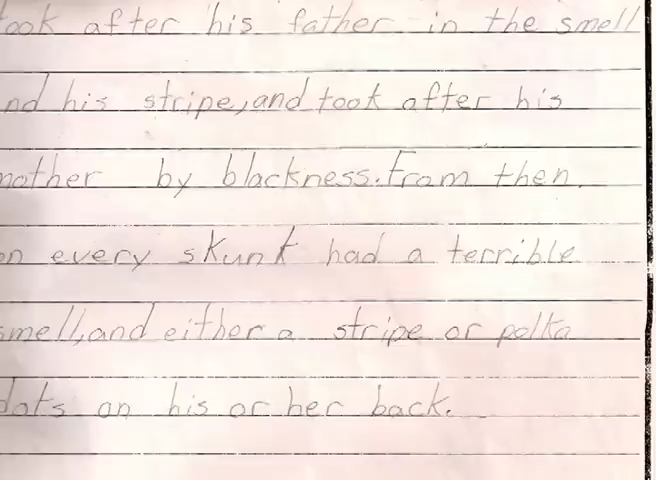 took after his father in the smell
and his stripe, and took after his
mother by blackness. From then
on every skunk had a terrible
smell, and either a stripe or polka
dots on his or her back.